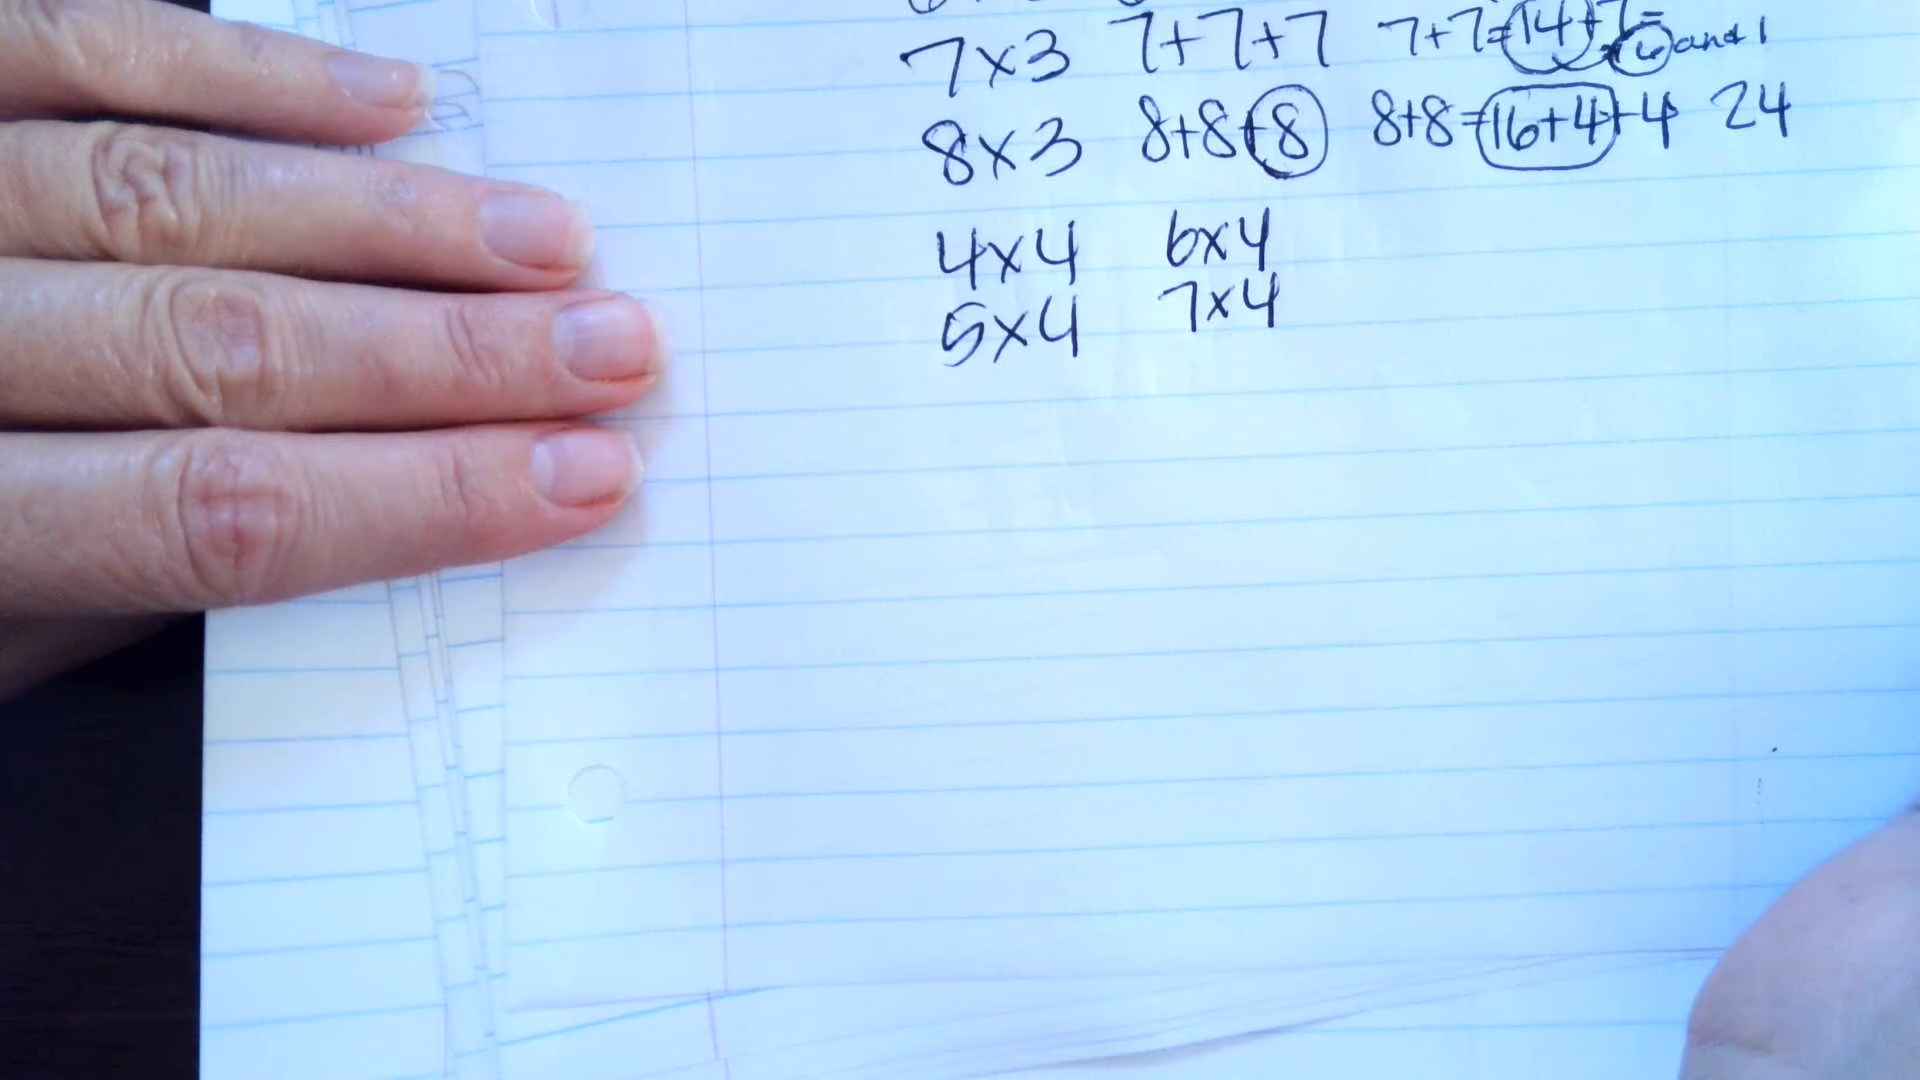 7x3 7+7+7 7+7=14+7= 6 and 1
8x3 8+8+8 8+8=16+4+4 24
4x4 6x4
5x4 7x4